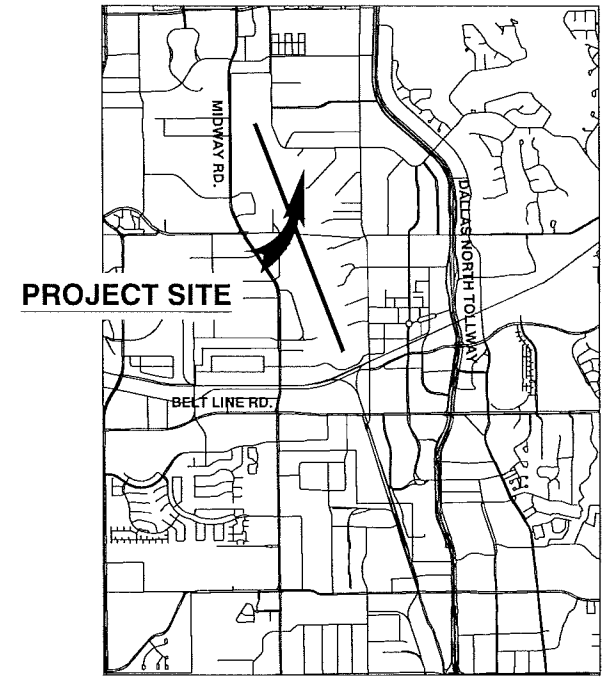 MIDWAY RD.
DALLAS NORTH TOLLWAY
PROJECT SITE
BELT LINE RD.